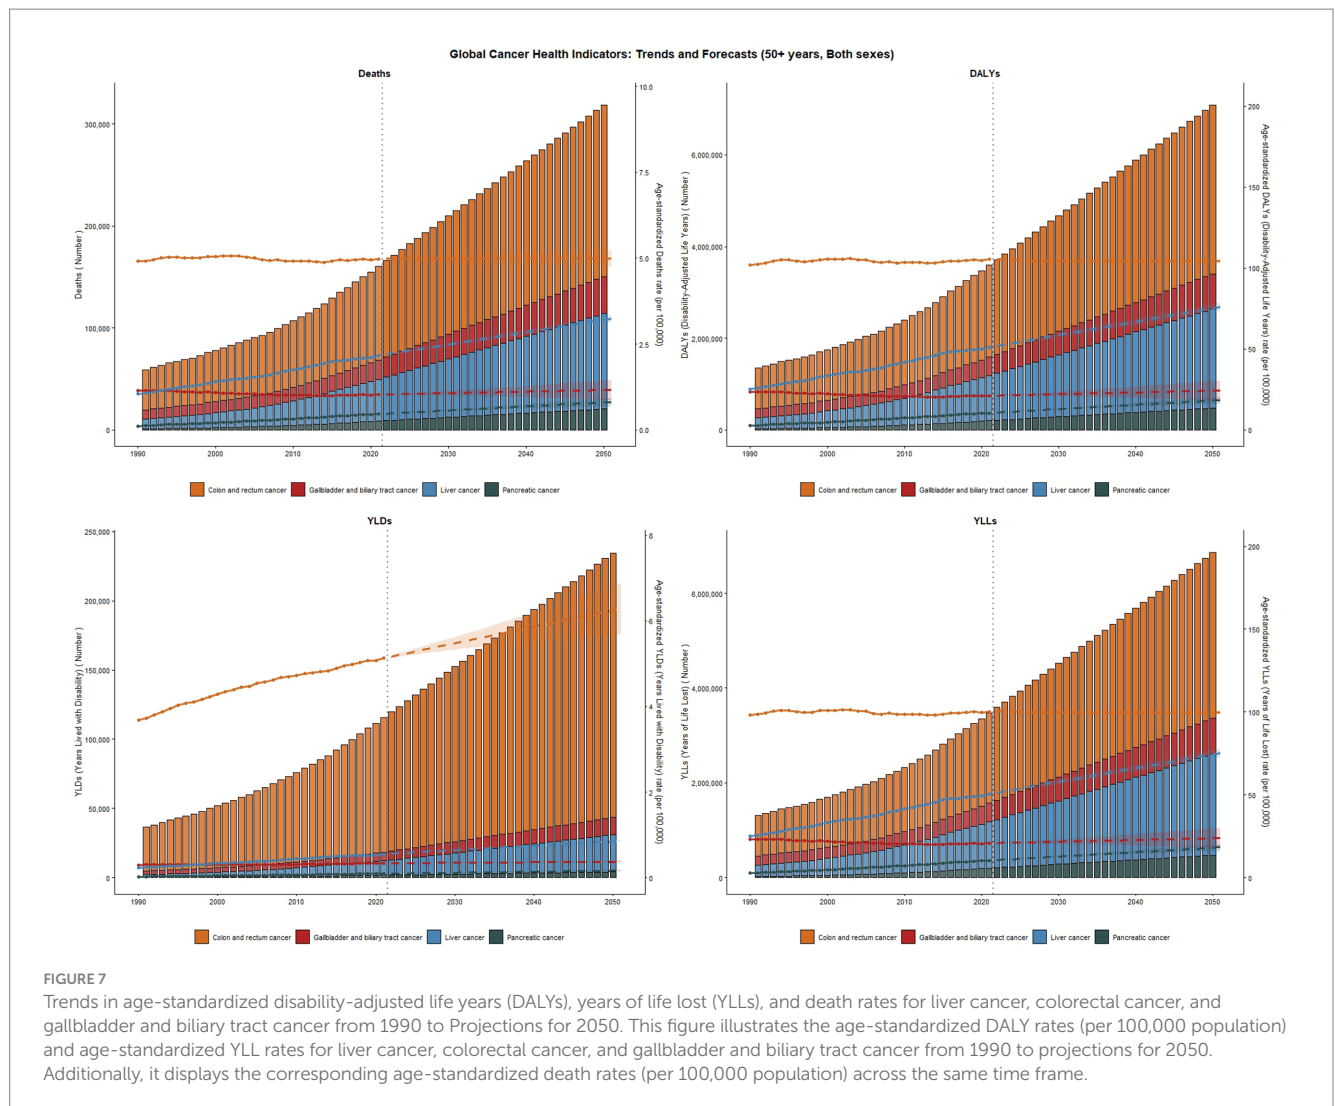 Global Cancer Health Indicators: Trends and Forecasts (50+ years, Both sexes)
Deaths
Deaths ( Number )
300,000
200,000
100,000
0
10.0
7.5
5.0
2.5
0.0
Age-standardized Deaths rate (per 100,000)
1990 2000 2010 2020 2030 2040 2050
Colon and rectum cancer Gallbladder and biliary tract cancer Liver cancer Pancreatic cancer
DALYs
DALYs (Disability-Adjusted Life Years) ( Number )
6,000,000
4,000,000
2,000,000
0
200
150
100
50
0
Age-standardized DALYs (Disability-Adjusted Life Years) rate (per 100,000)
1990 2000 2010 2020 2030 2040 2050
Colon and rectum cancer Gallbladder and biliary tract cancer Liver cancer Pancreatic cancer
YLDs
YLDs (Years Lived with Disability) ( Number )
250,000
200,000
150,000
100,000
50,000
0
8
6
4
2
0
Age-standardized YLDs (Years Lived with Disability) rate (per 100,000)
1990 2000 2010 2020 2030 2040 2050
Colon and rectum cancer Gallbladder and biliary tract cancer Liver cancer Pancreatic cancer
YLLs
YLLs (Years of Life Lost) ( Number )
6,000,000
4,000,000
2,000,000
0
200
150
100
50
0
Age-standardized YLLs (Years of Life Lost) rate (per 100,000)
1990 2000 2010 2020 2030 2040 2050
Colon and rectum cancer Gallbladder and biliary tract cancer Liver cancer Pancreatic cancer
FIGURE 7
Trends in age-standardized disability-adjusted life years (DALYs), years of life lost (YLLs), and death rates for liver cancer, colorectal cancer, and
gallbladder and biliary tract cancer from 1990 to Projections for 2050. This figure illustrates the age-standardized DALY rates (per 100,000 population)
and age-standardized YLL rates for liver cancer, colorectal cancer, and gallbladder and biliary tract cancer from 1990 to projections for 2050.
Additionally, it displays the corresponding age-standardized death rates (per 100,000 population) across the same time frame.